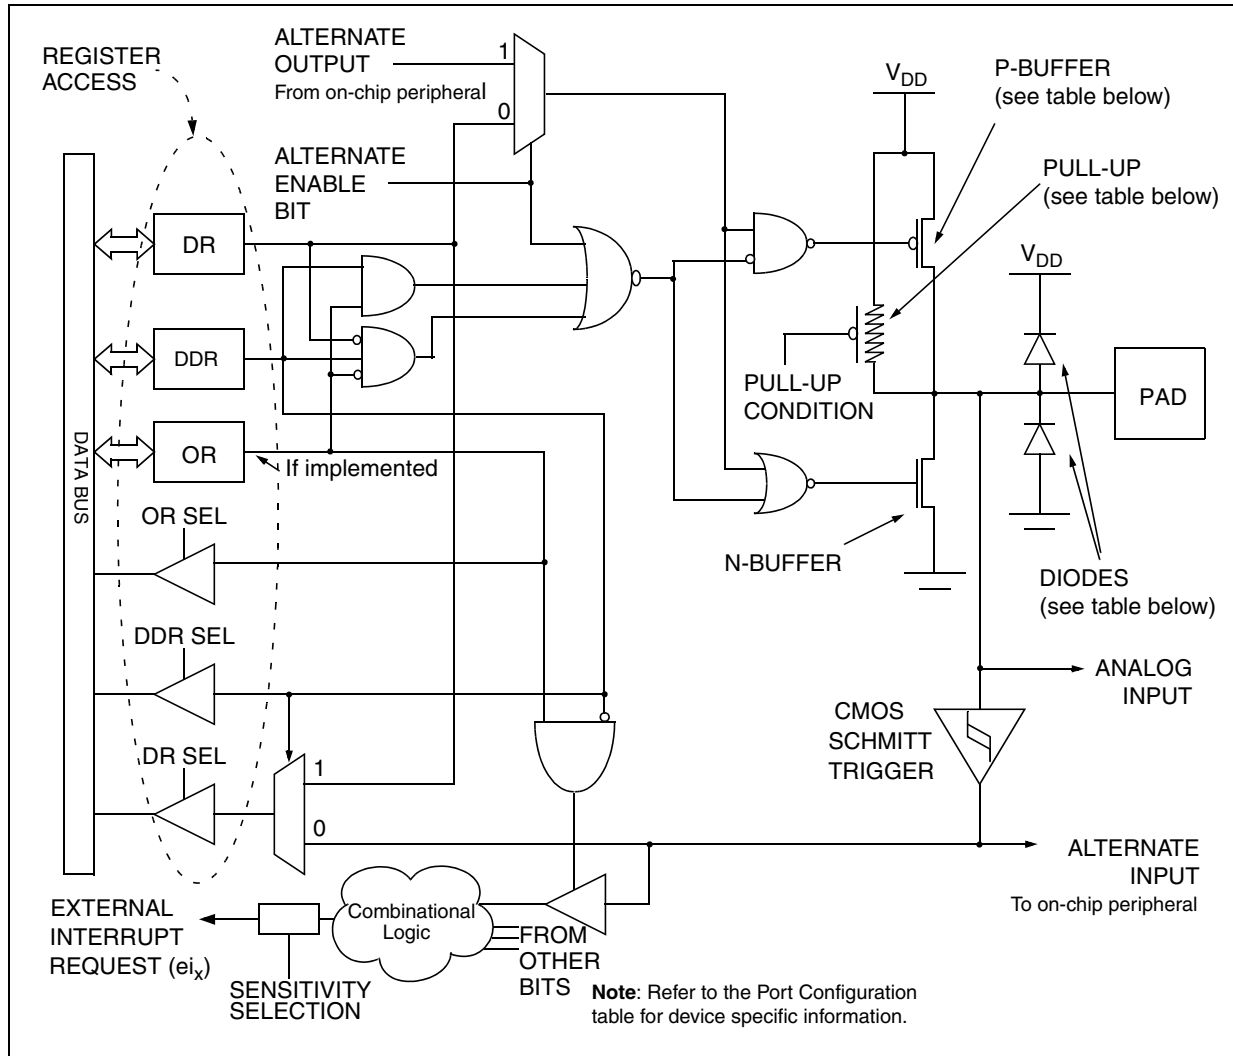 REGISTER
ACCESS
ALTERNATE
OUTPUT
From on-chip peripheral
1
0
ALTERNATE
ENABLE
BIT
VDD
P-BUFFER
(see table below)
PULL-UP
(see table below)
VDD
DR
DDR
OR
If implemented
PULL-UP
CONDITION
PAD
DATA BUS
OR SEL
DDR SEL
DR SEL
1
0
N-BUFFER
DIODES
(see table below)
ANALOG
INPUT
CMOS
SCHMITT
TRIGGER
ALTERNATE
INPUT
To on-chip peripheral
EXTERNAL
INTERRUPT
REQUEST (eix)
Combinational
Logic
SENSITIVITY
SELECTION
FROM
OTHER
BITS
Note: Refer to the Port Configuration
table for device specific information.